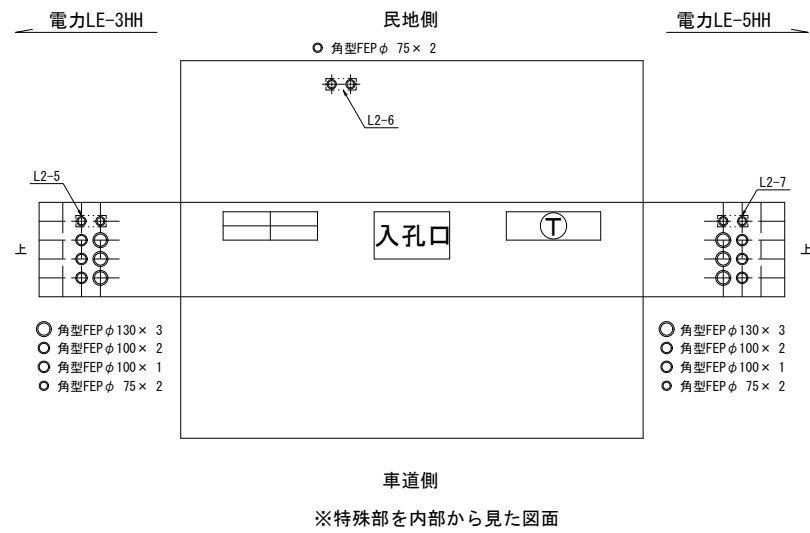 電力LE-3HH
民地側
電力LE-5HH
角型FEPφ 75× 2
L2-6
L2-5
L2-7
上
入孔口
T
上
角型FEPφ130× 3
角型FEPφ100× 2
角型FEPφ100× 1
角型FEPφ 75× 2
角型FEPφ130× 3
角型FEPφ100× 2
角型FEPφ100× 1
角型FEPφ 75× 2
車道側
※特殊部を内部から見た図面